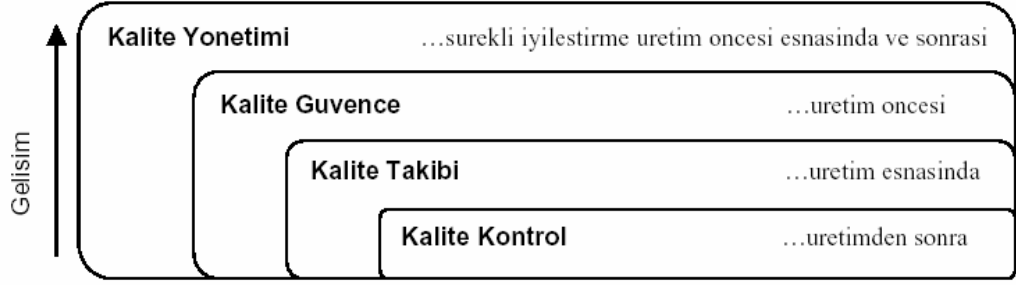 Kalite Yonetimi …surekli iyilestirme uretim oncesi esnasinda ve sonrasi
Kalite Guvence …uretim oncesi
Kalite Takibi …uretim esnasinda
Kalite Kontrol …uretimden sonra
Gelisim